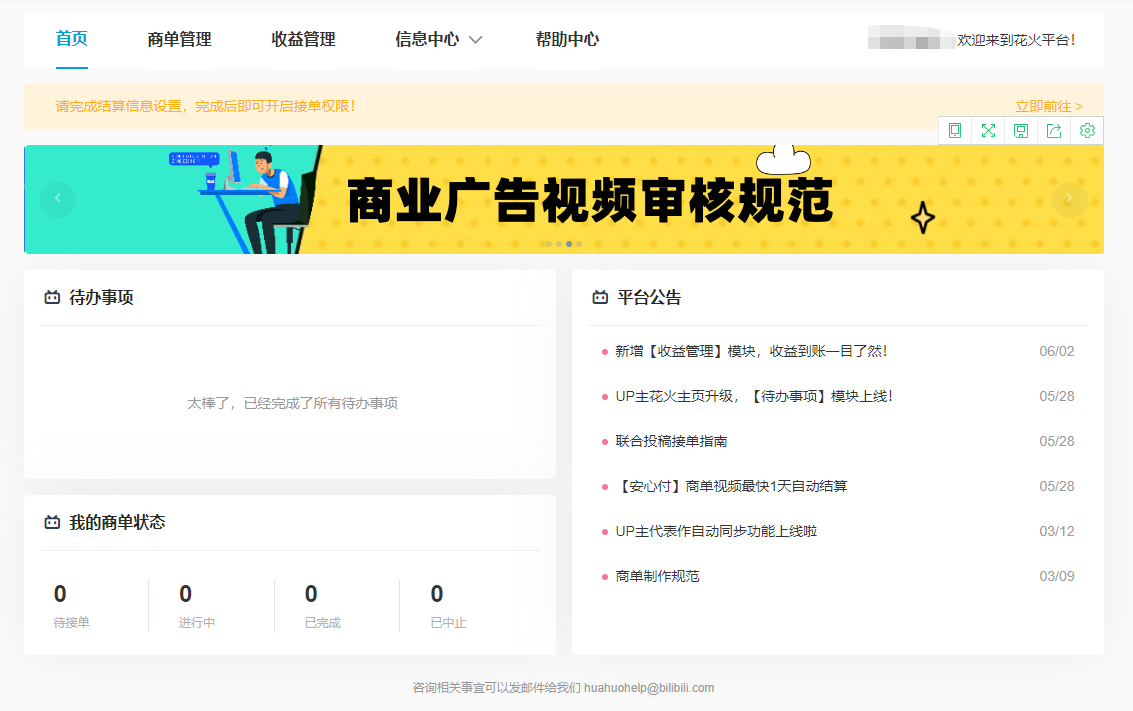 首页 商单管理 收益管理 信息中心 帮助中心 欢迎来到花火平台!
请完成结算信息设置，完成后即可开启接单权限! 立即前往 >
商业广告视频审核规范
待办事项
太棒了，已经完成了所有待办事项
我的商单状态
0 0 0 0
待接单 进行中 已完成 已中止
平台公告
新增【收益管理】模块，收益到账一目了然! 06/02
UP主花火主页升级，【待办事项】模块上线! 05/28
联合投稿接单指南 05/28
【安心付】商单视频最快1天自动结算 05/28
UP主代表作自动同步功能上线啦 03/12
商单制作规范 03/09
咨询相关事宜可以发邮件给我们 huahuohelp@bilibili.com